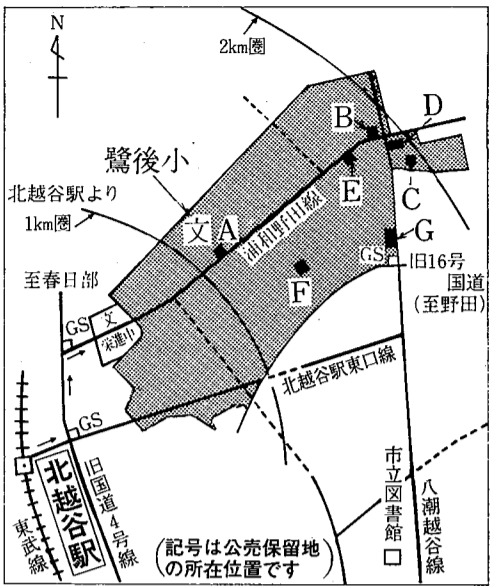 N
2km圏
B
D
鷺後小
E
C
北越谷駅より
1km圏
文
A
浦和野田線
G
GS
旧16号
国道
(至野田)
F
至春日部
GS
文
栄進中
北越谷駅東口線
GS
北越谷駅
東武線
旧国道4号線
市立図書館
八潮越谷線
(記号は公売保留地
の所在位置です)